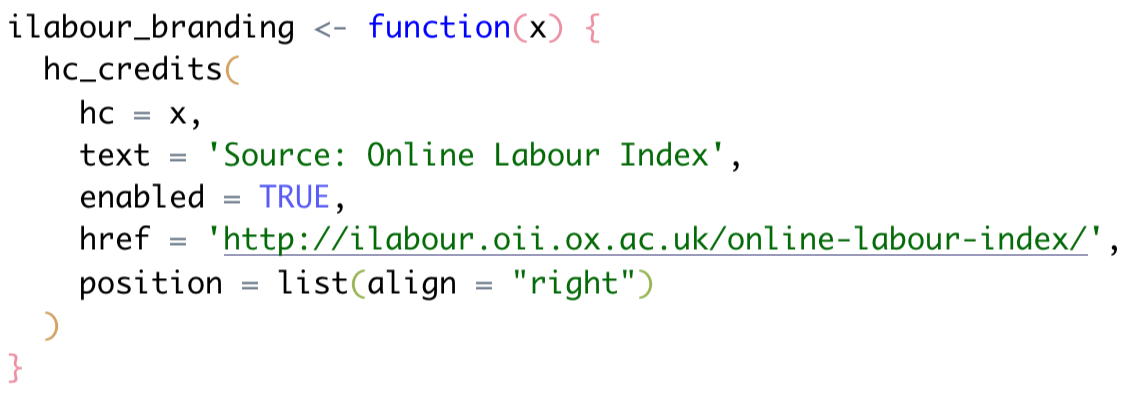 ilabour_branding <- function(x) {
  hc_credits(
    hc = x,
    text = 'Source: Online Labour Index',
    enabled = TRUE,
    href = 'http://ilabour.oii.ox.ac.uk/online-labour-index/',
    position = list(align = "right")
  )
}